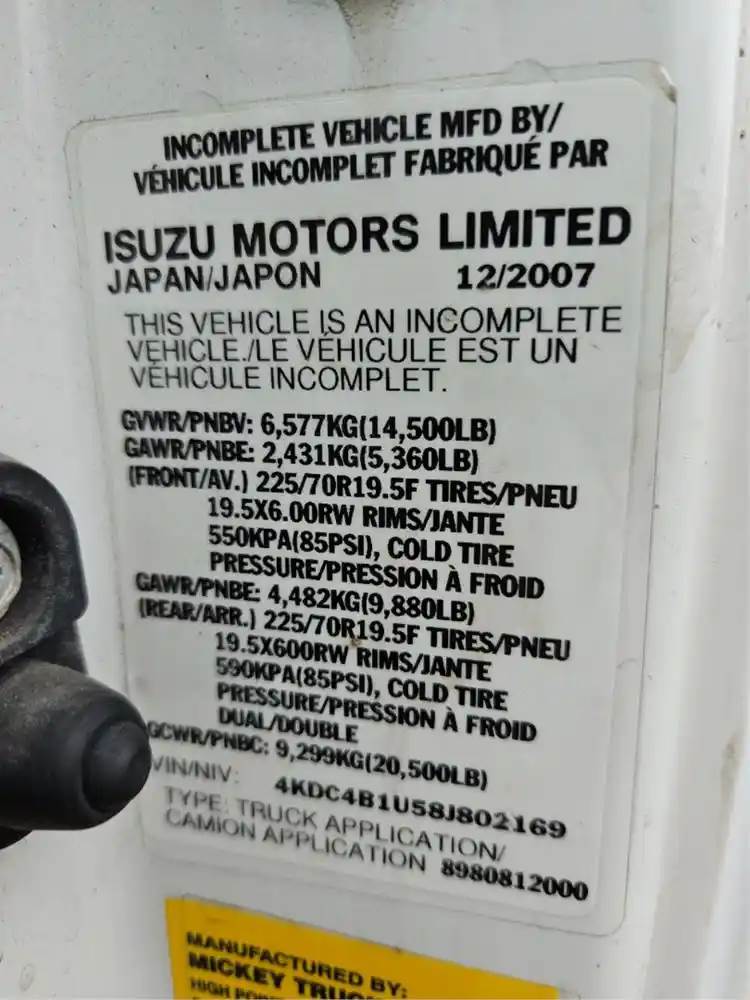 INCOMPLETE VEHICLE MFD BY/
VÉHICULE INCOMPLET FABRIQUÉ PAR
ISUZU MOTORS LIMITED
JAPAN/JAPON 12/2007
THIS VEHICLE IS AN INCOMPLETE
VEHICLE./LE VÉHICULE EST UN
VÉHICULE INCOMPLET.
GVWR/PNBV: 6,577KG(14,500LB)
GAWR/PNBE: 2,431KG(5,360LB)
(FRONT/AV.) 225/70R19.5F TIRES/PNEU
19.5X6.00RW RIMS/JANTE
550KPA(85PSI), COLD TIRE
PRESSURE/PRESSION À FROID
GAWR/PNBE: 4,482KG(9,880LB)
(REAR/ARR.) 225/70R19.5F TIRES/PNEU
19.5X600RW RIMS/JANTE
590KPA(85PSI), COLD TIRE
PRESSURE/PRESSION À FROID
DUAL/DOUBLE
GCWR/PNBC: 9,299KG(20,500LB)
VIN/NIV: 4KDC4B1U58J802169
TYPE: TRUCK APPLICATION/
CAMION APPLICATION 8980812000
MANUFACTURED BY:
MICKEY TRUC
HIGH POIN